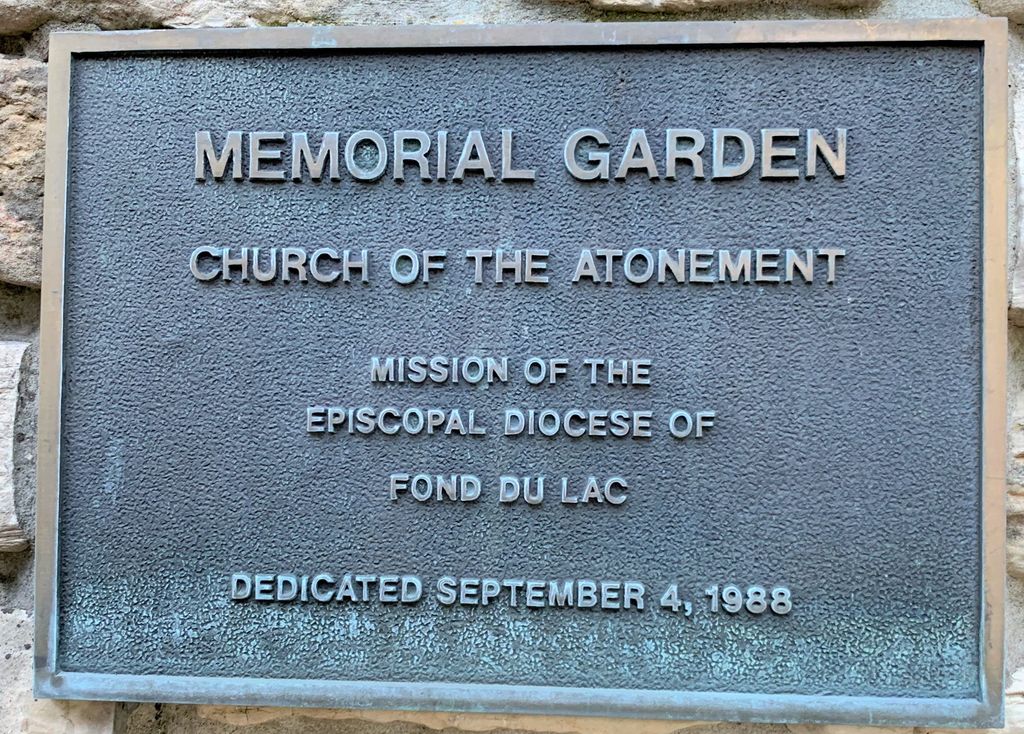 MEMORIAL GARDEN
CHURCH OF THE ATONEMENT
MISSION OF THE
EPISCOPAL DIOCESE OF
FOND DU LAC
DEDICATED SEPTEMBER 4, 1988